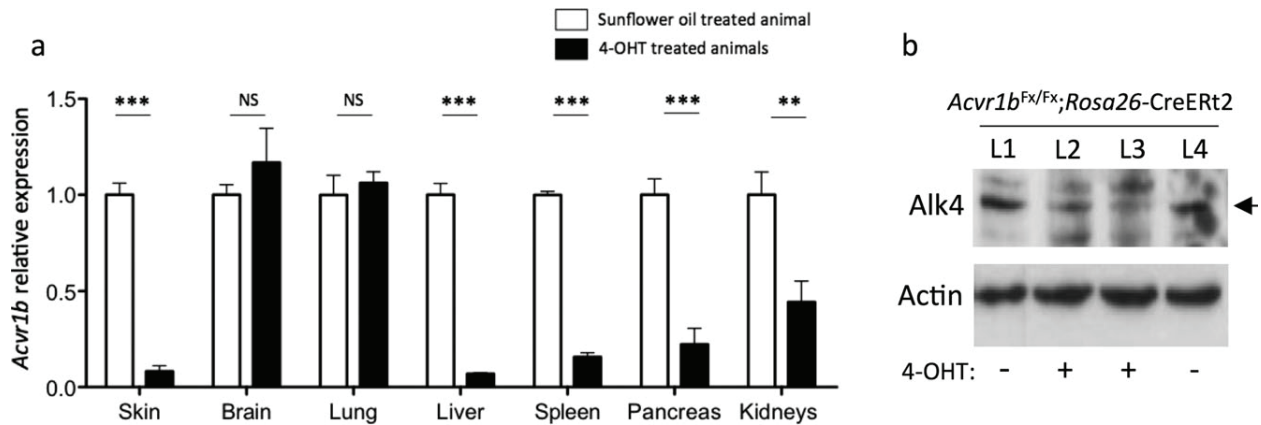 Sunflower oil treated animal
4-OHT treated animals
a
Acvr1b relative expression
1.5
1.0
0.5
0.0
*** NS NS *** *** *** **
Skin Brain Lung Liver Spleen Pancreas Kidneys
b
Acvr1bFx/Fx;Rosa26-CreERt2
L1 L2 L3 L4
Alk4
Actin
4-OHT: - + + -